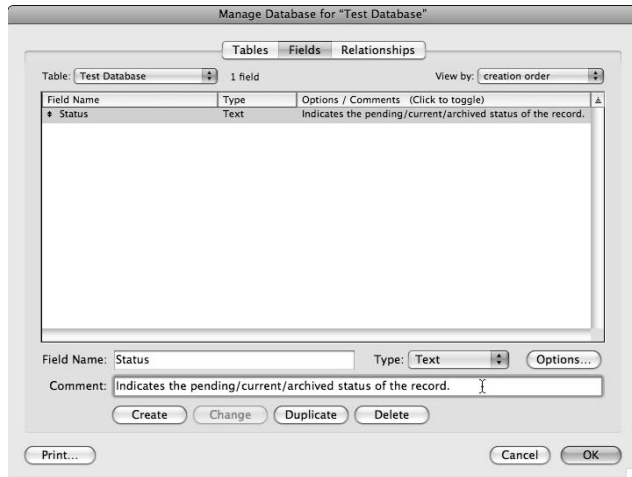 Manage Database for “Test Database”
Tables Fields Relationships
Table: Test Database 1 field View by: creation order
Field Name Type Options / Comments (Click to toggle)
Status Text Indicates the pending/current/archived status of the record.
Field Name: Status Type: Text Options...
Comment: Indicates the pending/current/archived status of the record.
Create Change Duplicate Delete
Print... Cancel OK